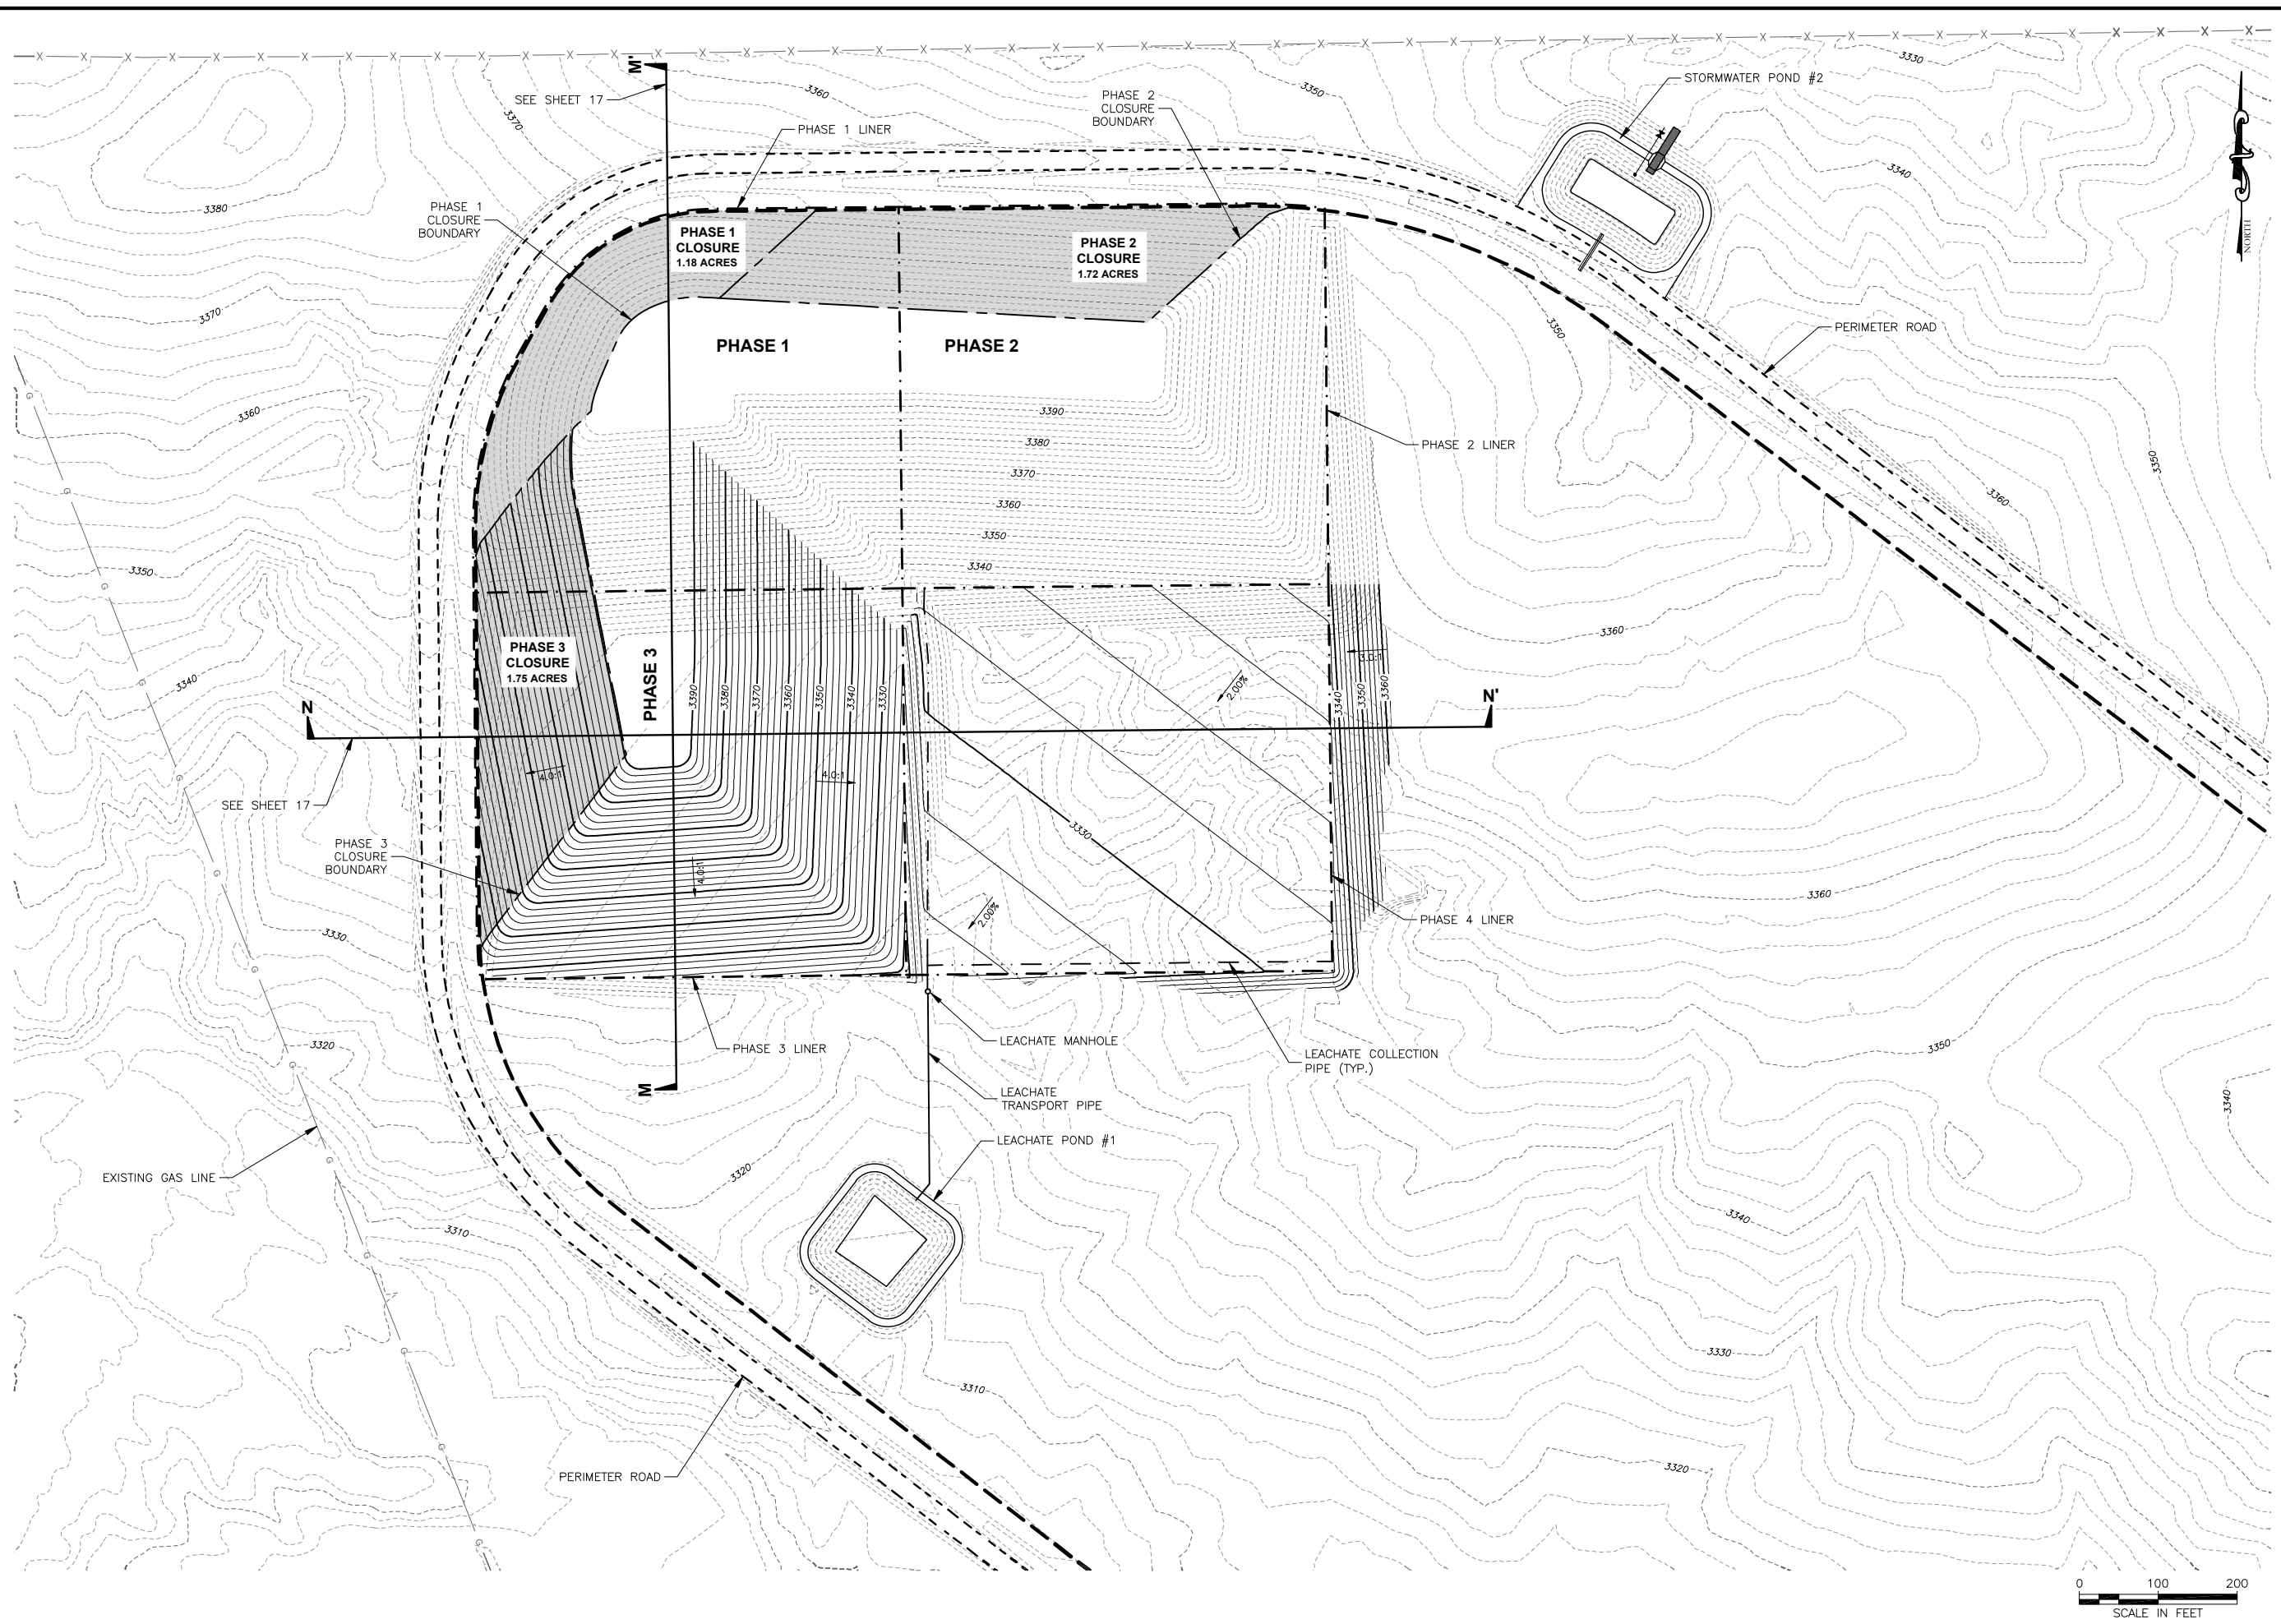 M'
SEE SHEET 17
3370
3360
PHASE 1 LINER
PHASE 2
CLOSURE
BOUNDARY
3350
STORMWATER POND #2
3330
3340
NORTH
3380
PHASE 1
CLOSURE
BOUNDARY
PHASE 1
CLOSURE
1.18 ACRES
PHASE 2
CLOSURE
1.72 ACRES
3370
3350
PERIMETER ROAD
PHASE 1
PHASE 2
3360
3390
3380
3370
3360
3350
3340
PHASE 2 LINER
3350
3360
3350
3340
PHASE 3
CLOSURE
1.75 ACRES
PHASE 3
3390
3380
3370
3360
3350
3340
3330
2.00%
3.0:1
3340
3350
3360
3360
N
N'
4.0:1
4.0:1
SEE SHEET 17
PHASE 3
CLOSURE
BOUNDARY
4.0:1
3330
2.00%
3360
PHASE 4 LINER
3330
3320
PHASE 3 LINER
LEACHATE MANHOLE
LEACHATE COLLECTION
PIPE (TYP.)
3350
M
LEACHATE
TRANSPORT PIPE
3340
LEACHATE POND #1
EXISTING GAS LINE
3320
3310
3340
3330
3310
PERIMETER ROAD
3320
0 100 200
SCALE IN FEET
X X X X X X X X X X X X X X X X X X X X X X X X X X X X X X X X X X X X X X X X X X X X X X X X X X X
G G G G G G G G G G G G G